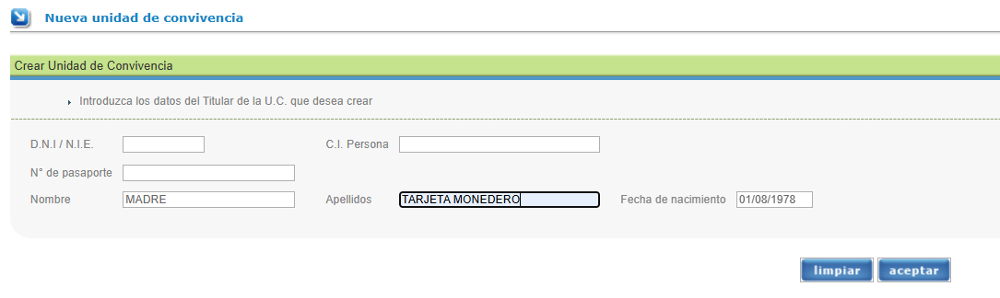 Nueva unidad de convivencia
Crear Unidad de Convivencia
Introduzca los datos del Titular de la U.C. que desea crear
D.N.I / N.I.E. C.I. Persona
N° de pasaporte
Nombre MADRE Apellidos TARJETA MONEDERO Fecha de nacimiento 01/08/1978
limpiar aceptar